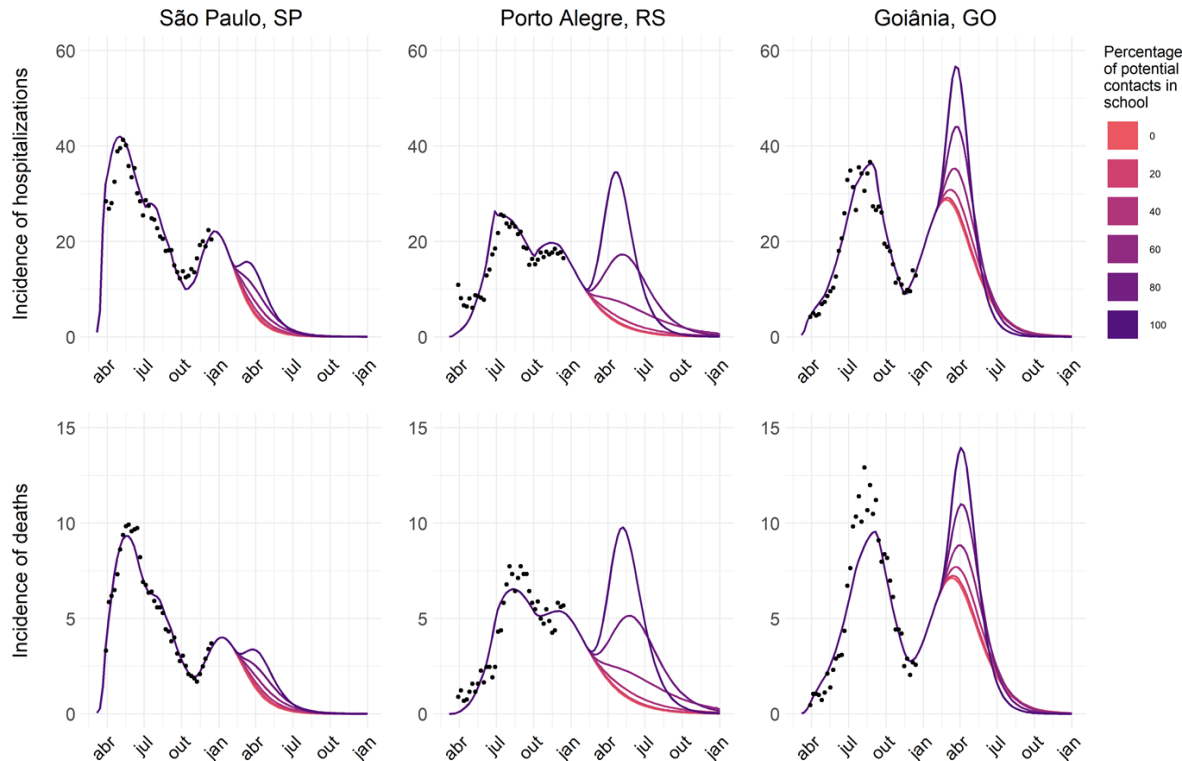 São Paulo, SP
Porto Alegre, RS
Goiânia, GO
Incidence of hospitalizations
60
40
20
0
abr
jul
out
jan
abr
jul
out
jan
60
40
20
0
abr
jul
out
jan
abr
jul
out
jan
60
40
20
0
abr
jul
out
jan
abr
jul
out
jan
Percentage
of potential
contacts in
school
0
20
40
60
80
100
Incidence of deaths
15
10
5
0
abr
jul
out
jan
abr
jul
out
jan
15
10
5
0
abr
jul
out
jan
abr
jul
out
jan
15
10
5
0
abr
jul
out
jan
abr
jul
out
jan